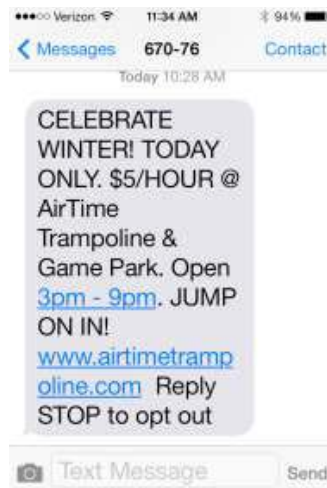 Verizon 11:34 AM 94%
Messages 670-76 Contact
Today 10:28 AM
CELEBRATE
WINTER! TODAY
ONLY. $5/HOUR @
AirTime
Trampoline &
Game Park. Open
3pm - 9pm. JUMP
ON IN!
www.airtimetramp
oline.com Reply
STOP to opt out
Text Message Send